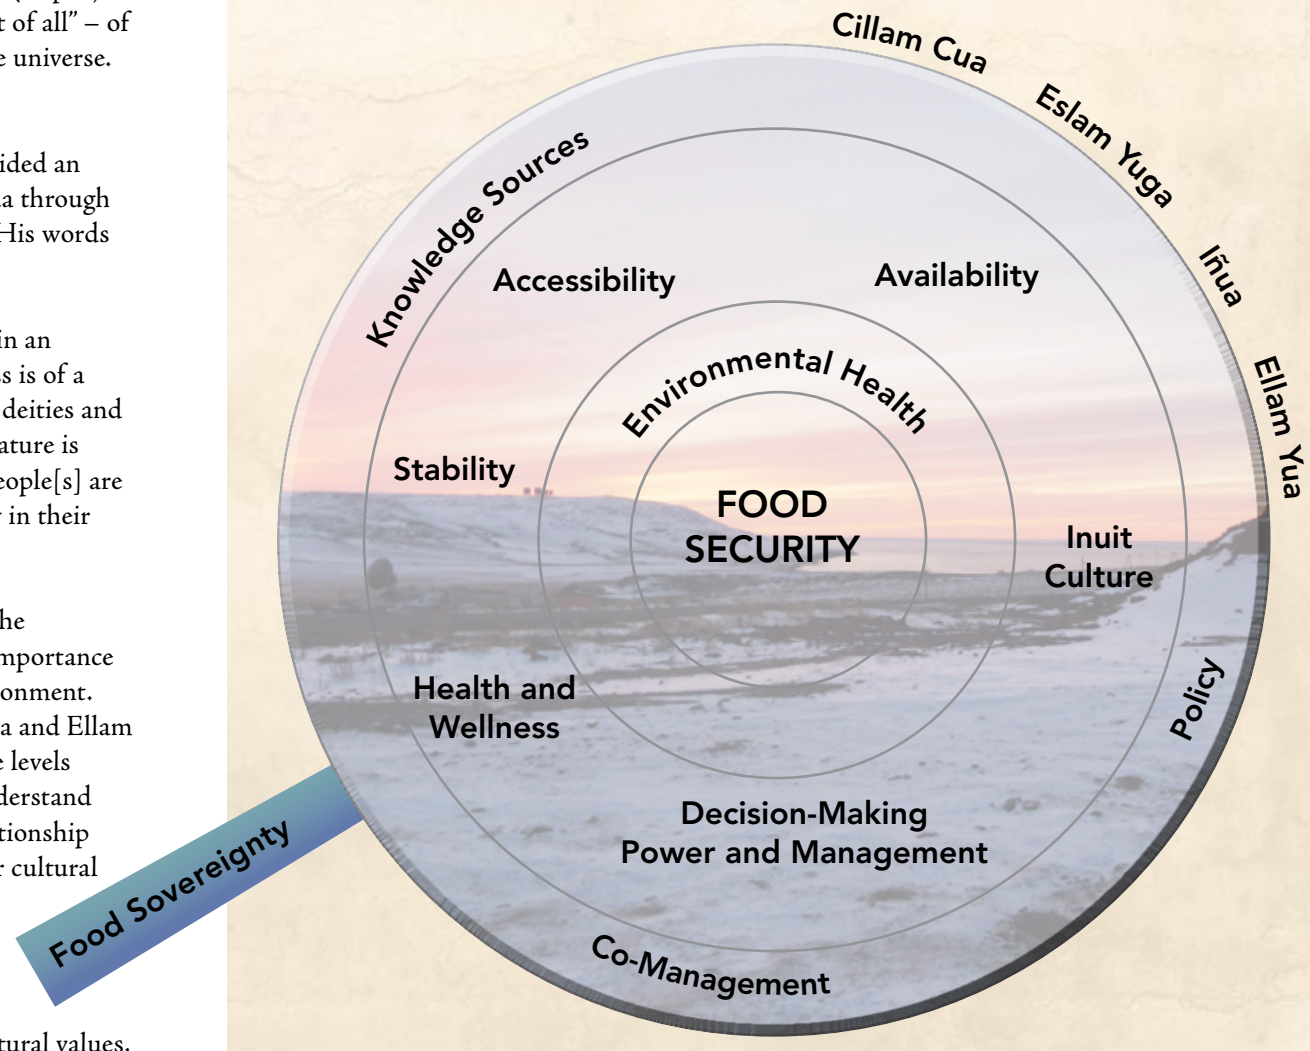 t of all” – of
e universe.
ided an
a through
His words
in an
ss is of a
deities and
ature is
eople[s] are
in their
he
mportance
onment.
a and Ellam
e levels
derstand
tionship
cultural
tural values.
Cillam Cua
Eslam Yuga
Iñua
Ellam Yua
Knowledge Sources
Accessibility
Availability
Environmental Health
Stability
FOOD
SECURITY
Inuit
Culture
Health and
Wellness
Policy
Decision-Making
Power and Management
Co-Management
Food Sovereignty